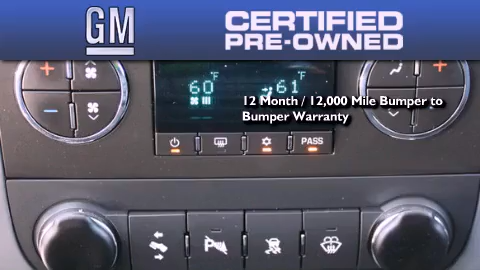 GM
CERTIFIED
PRE-OWNED
60°F
61°F
12 Month / 12,000 Mile Bumper to
Bumper Warranty
PASS